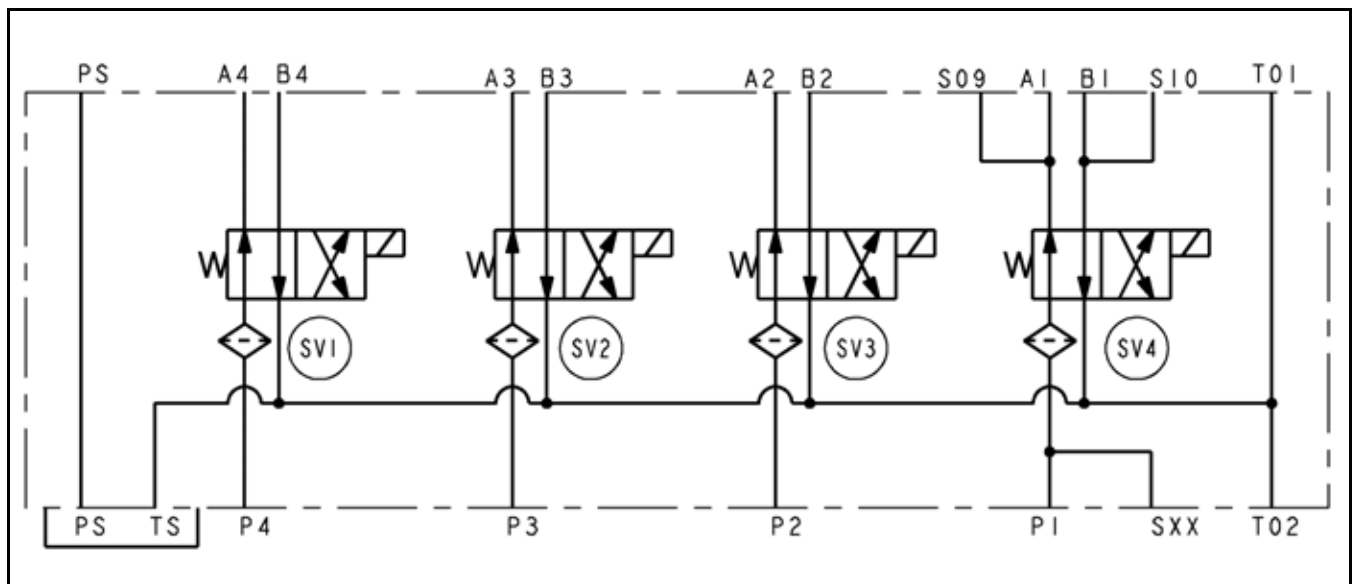 PS A4 B4 A3 B3 A2 B2 S09 A1 B1 S10 T01
SV1 SV2 SV3 SV4
PS TS P4 P3 P2 P1 SXX T02